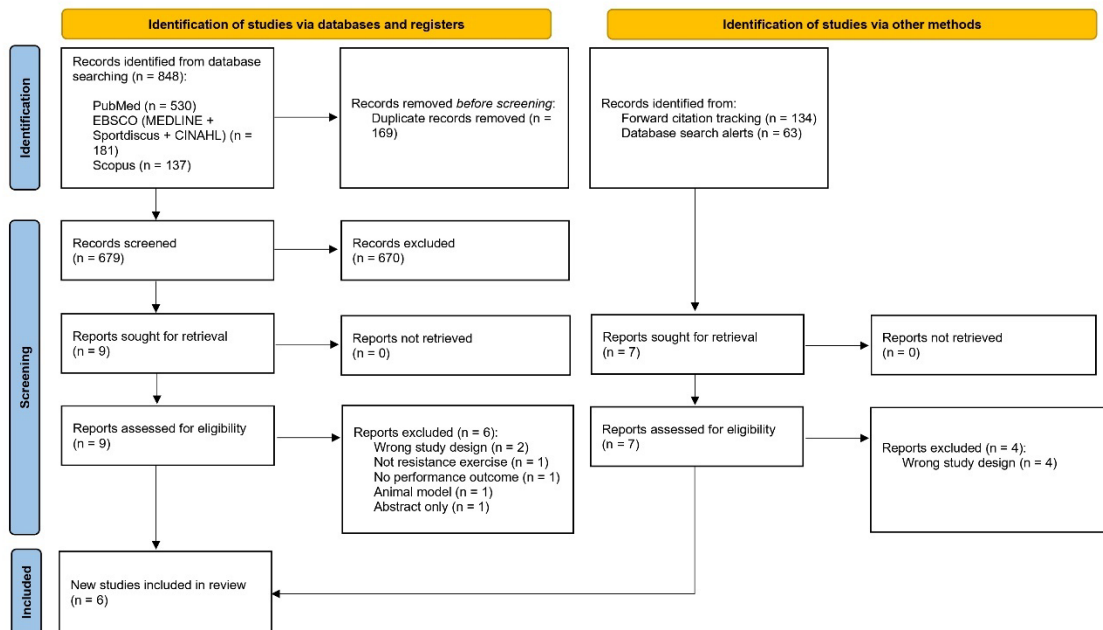 Identification of studies via databases and registers
Identification of studies via other methods
Identification
Records identified from database
searching (n = 848):
PubMed (n = 530)
EBSCO (MEDLINE +
Sportdiscus + CINAHL) (n =
181)
Scopus (n = 137)
Records removed before screening:
Duplicate records removed (n =
169)
Records identified from:
Forward citation tracking (n = 134)
Database search alerts (n = 63)
Screening
Records screened
(n = 679)
Records excluded
(n = 670)
Reports sought for retrieval
(n = 9)
Reports not retrieved
(n = 0)
Reports sought for retrieval
(n = 7)
Reports not retrieved
(n = 0)
Reports assessed for eligibility
(n = 9)
Reports excluded (n = 6):
Wrong study design (n = 2)
Not resistance exercise (n = 1)
No performance outcome (n = 1)
Animal model (n = 1)
Abstract only (n = 1)
Reports assessed for eligibility
(n = 7)
Reports excluded (n = 4):
Wrong study design (n = 4)
Included
New studies included in review
(n = 6)